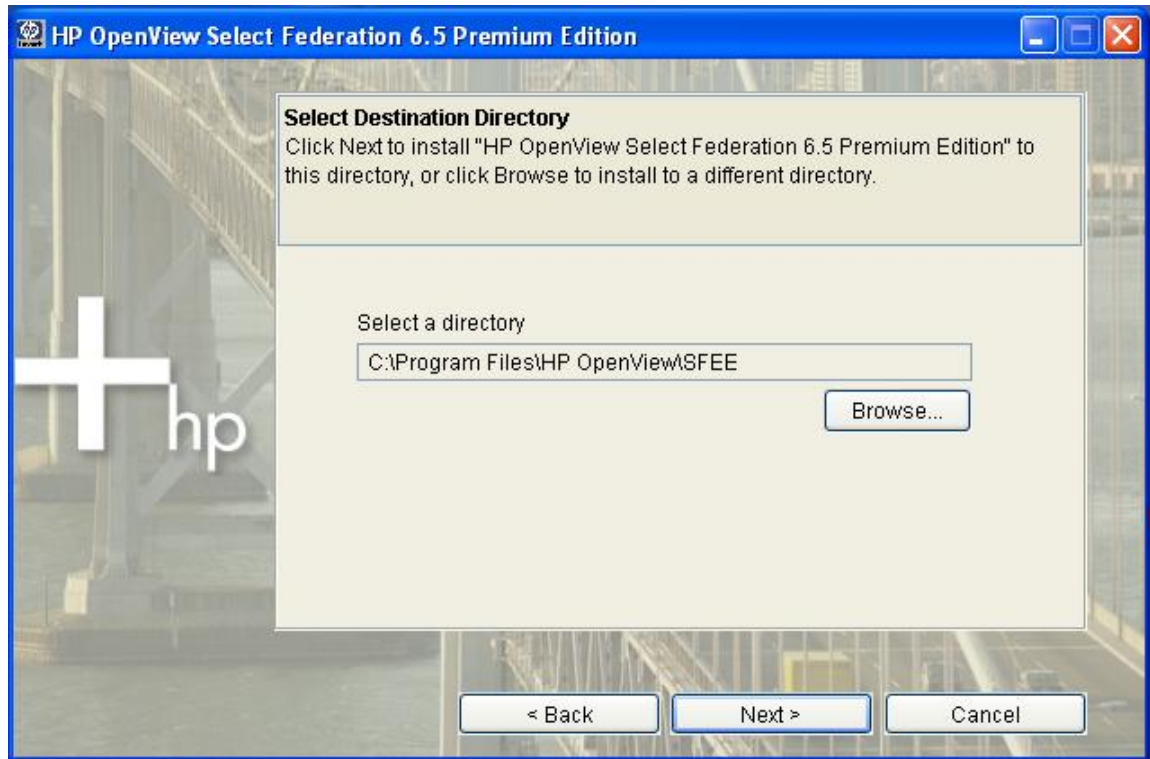 HP OpenView Select Federation 6.5 Premium Edition
Select Destination Directory
Click Next to install "HP OpenView Select Federation 6.5 Premium Edition" to
this directory, or click Browse to install to a different directory.
Select a directory
C:\Program Files\HP OpenView\SFEE
Browse...
hp
< Back
Next >
Cancel